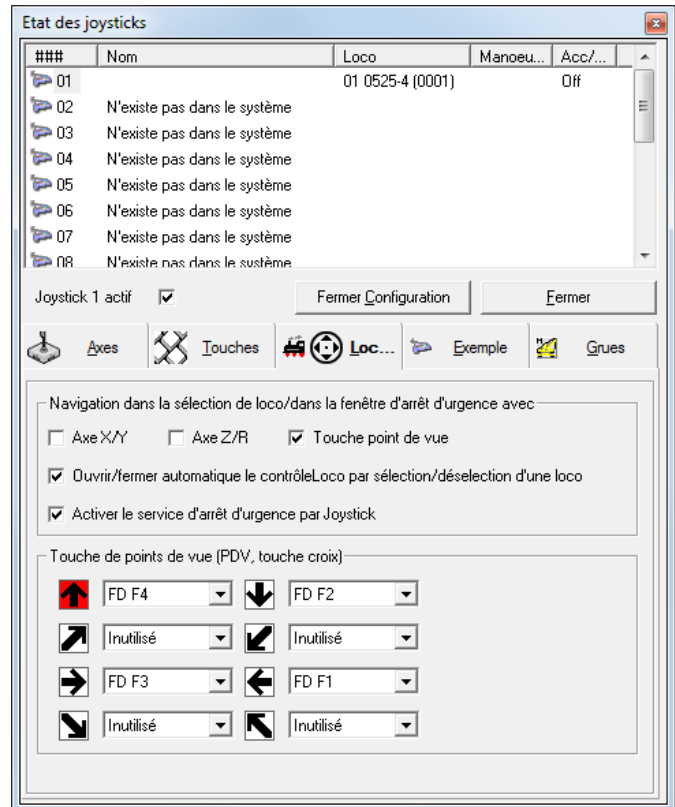 Etat des joysticks
### Nom Loco Manoeu... Acc/...
01 01 0525-4 (0001) Off
02 N'existe pas dans le système
03 N'existe pas dans le système
04 N'existe pas dans le système
05 N'existe pas dans le système
06 N'existe pas dans le système
07 N'existe pas dans le système
08 N'existe pas dans le système
Joystick 1 actif Fermer Configuration Fermer
Axes Touches Loc... Exemple Grues
Navigation dans la sélection de loco/dans la fenêtre d'arrêt d'urgence avec
Axe X/Y Axe Z/R Touche point de vue
Ouvrir/fermer automatique le contrôleLoco par sélection/déselection d'une loco
Activer le service d'arrêt d'urgence par Joystick
Touche de points de vue (PDV, touche croix)
FD F4 FD F2
Inutilisé Inutilisé
FD F3 FD F1
Inutilisé Inutilisé